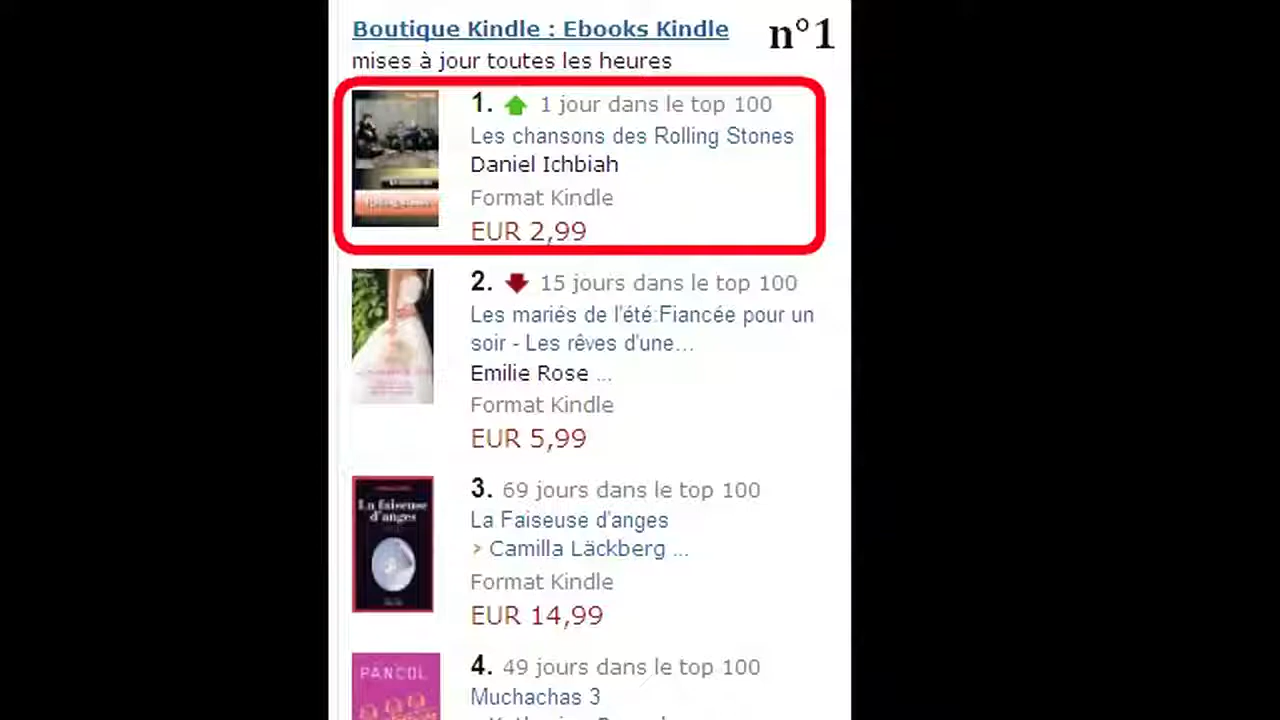 Boutique Kindle : Ebooks Kindle
n°1
mises à jour toutes les heures
1. 1 jour dans le top 100
Les chansons des Rolling Stones
Daniel Ichbiah
Format Kindle
EUR 2,99
2. 15 jours dans le top 100
Les mariés de l'été:Fiancée pour un
soir - Les rêves d'une...
Emilie Rose ...
Format Kindle
EUR 5,99
La faiseuse
d'anges
3. 69 jours dans le top 100
La Faiseuse d'anges
> Camilla Läckberg ...
Format Kindle
EUR 14,99
PANCOL
4. 49 jours dans le top 100
Muchachas 3